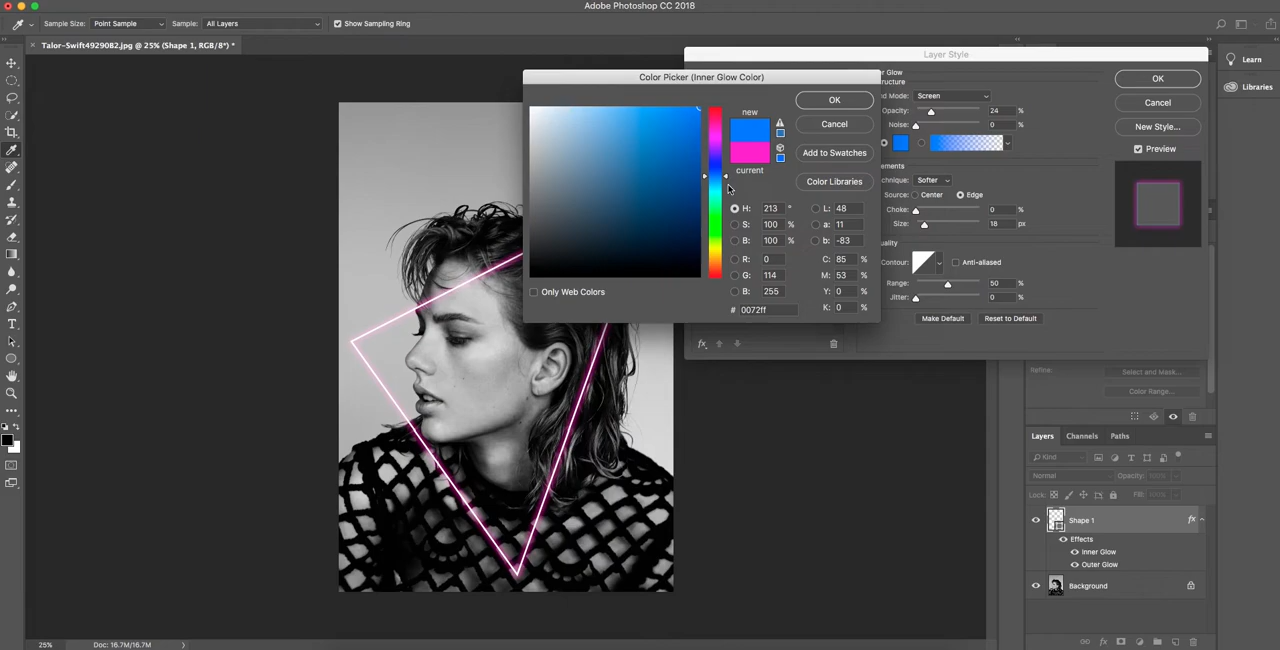 Adobe Photoshop CC 2018
Sample Size: Point Sample Sample: All Layers Show Sampling Ring
Talor-Swift49290B2.jpg @ 25% (Shape 1, RGB/8*) *
Layer Style
Learn
Libraries
Color Picker (Inner Glow Color)
new
current
OK
Cancel
Add to Swatches
Color Libraries
H: 213 °
S: 100 %
B: 100 %
R: 0
G: 114
B: 255
# 0072ff
L: 48
a: 11
b: -83
C: 85 %
M: 53 %
Y: 0 %
K: 0 %
Only Web Colors
Glow
Mode: Screen
Opacity: 24 %
Noise: 0 %
Softer
Source: Center Edge
Choke: 0 %
Size: 18 px
Contour: Anti-aliased
Range: 50 %
Jitter: 0 %
Make Default Reset to Default
OK
Cancel
New Style...
Preview
fx
Refine: Select and Mask...
Color Range...
Layers Channels Paths
Kind
Normal Opacity: 100%
Lock: Fill: 100%
Shape 1 fx
Effects
Inner Glow
Outer Glow
Background
fx
25% Doc: 16.7M/16.7M